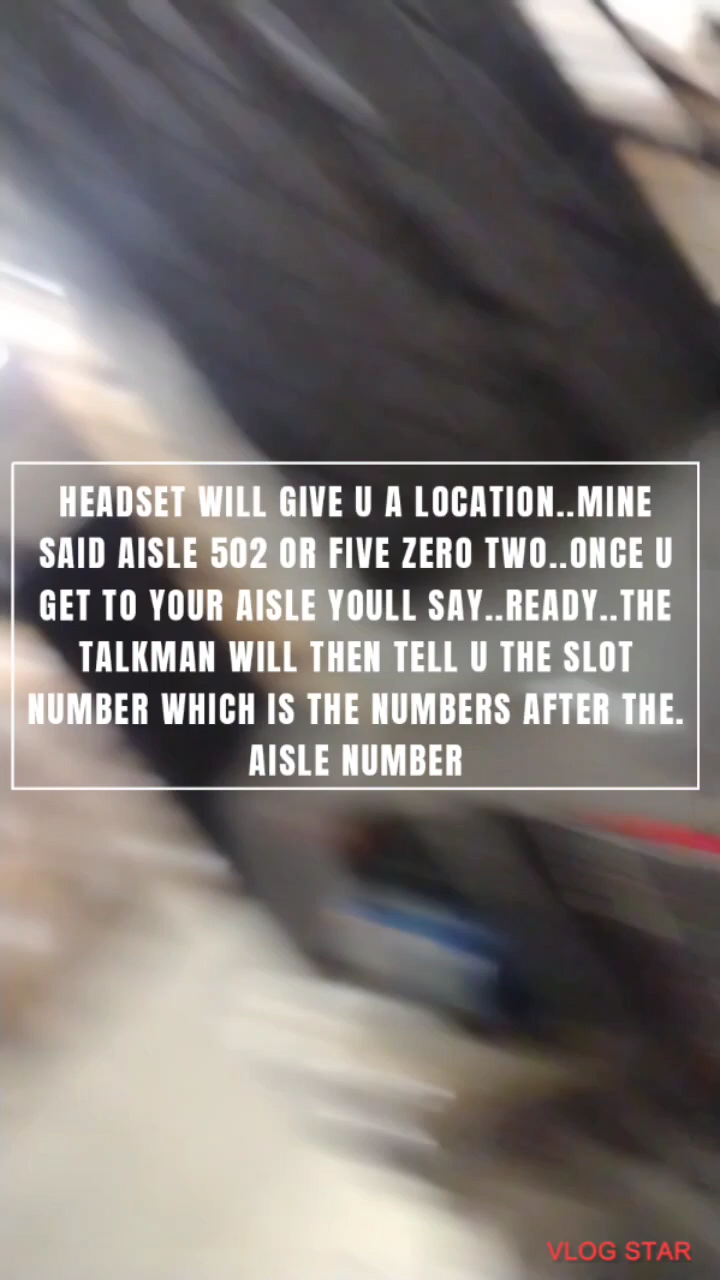 HEADSET WILL GIVE U A LOCATION..MINE
SAID AISLE 502 OR FIVE ZERO TWO..ONCE U
GET TO YOUR AISLE YOULL SAY..READY..THE
TALKMAN WILL THEN TELL U THE SLOT
NUMBER WHICH IS THE NUMBERS AFTER THE.
AISLE NUMBER
VLOG STAR